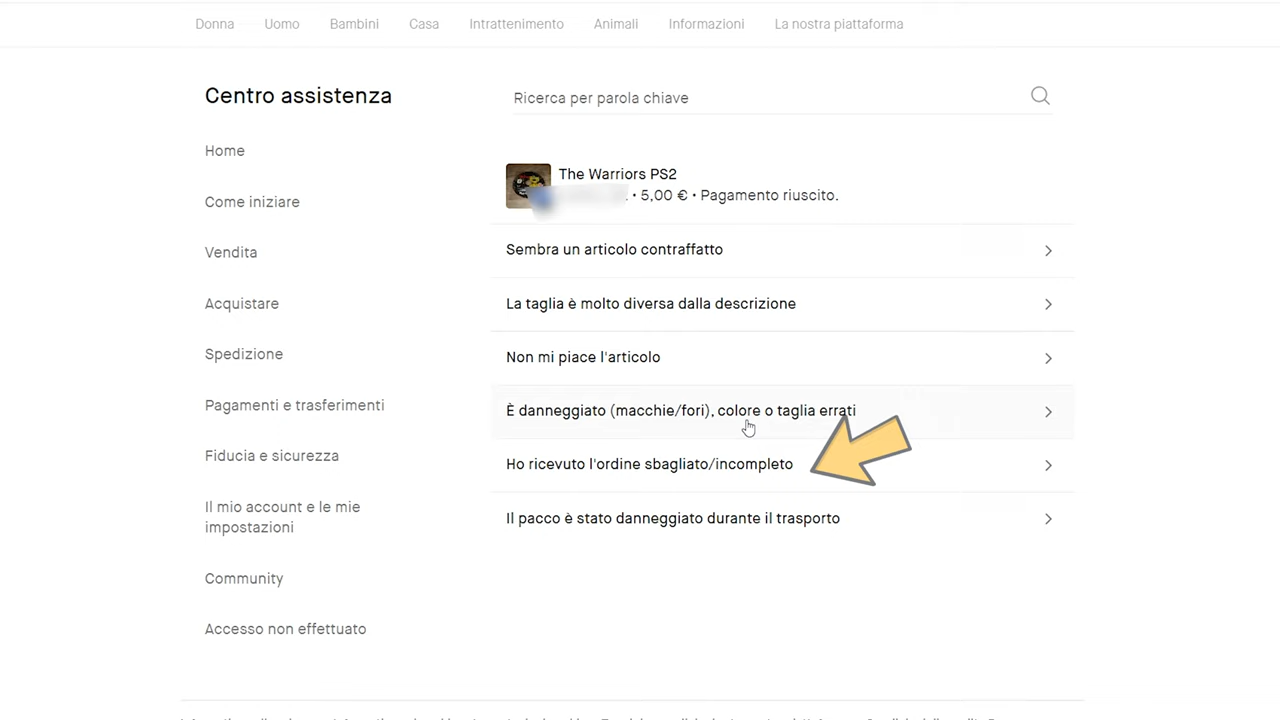 Donna Uomo Bambini Casa Intrattenimento Animali Informazioni La nostra piattaforma
Centro assistenza
Home
Come iniziare
Vendita
Acquistare
Spedizione
Pagamenti e trasferimenti
Fiducia e sicurezza
Il mio account e le mie
impostazioni
Community
Accesso non effettuato
Ricerca per parola chiave
The Warriors PS2
. • 5,00 € • Pagamento riuscito.
Sembra un articolo contraffatto
La taglia è molto diversa dalla descrizione
Non mi piace l'articolo
È danneggiato (macchie/fori), colore o taglia errati
Ho ricevuto l'ordine sbagliato/incompleto
Il pacco è stato danneggiato durante il trasporto